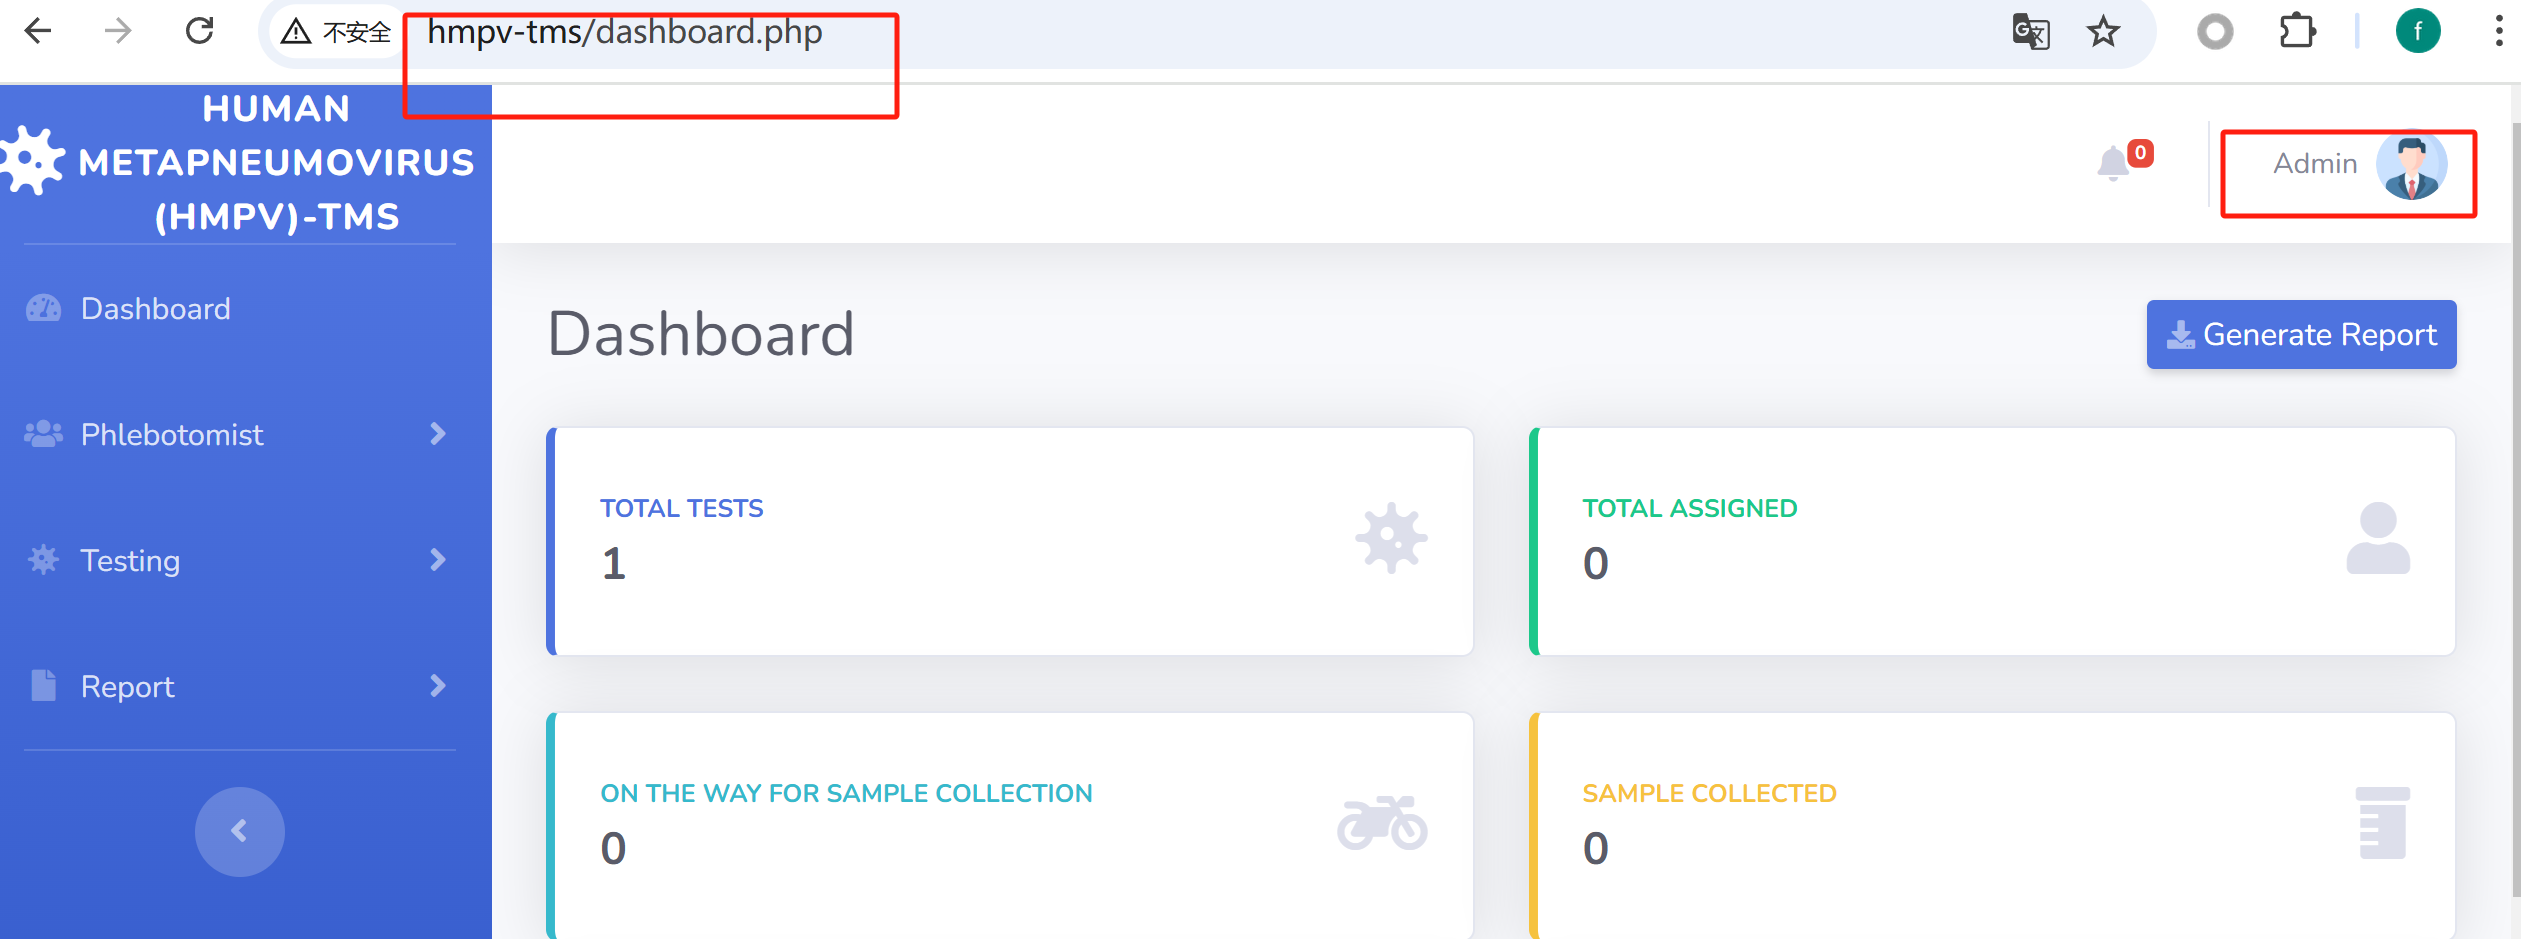 不安全
hmpv-tms/dashboard.php
f
HUMAN
METAPNEUMOVIRUS
(HMPV)-TMS
0
Admin
Dashboard
Phlebotomist
Testing
Report
Dashboard
Generate Report
TOTAL TESTS
1
TOTAL ASSIGNED
0
ON THE WAY FOR SAMPLE COLLECTION
0
SAMPLE COLLECTED
0